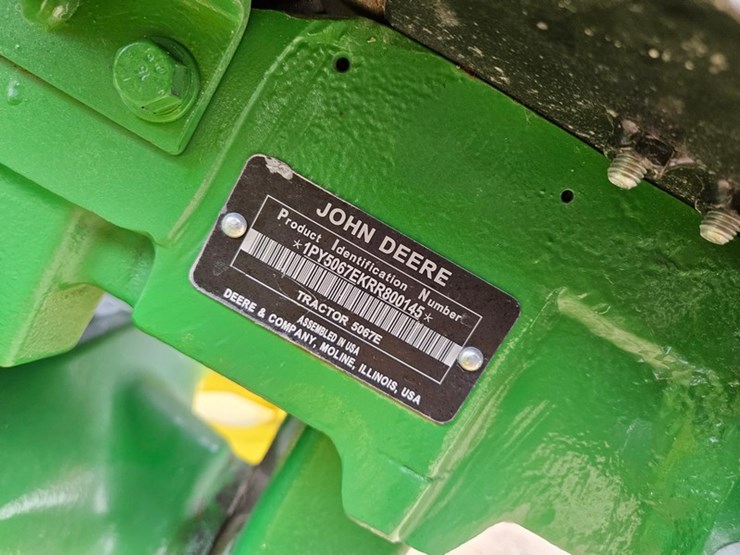 JOHN DEERE
Product Identification Number
*1PY5067EKRR800145*
TRACTOR 5067E
ASSEMBLED IN USA
DEERE & COMPANY, MOLINE, ILLINOIS, USA